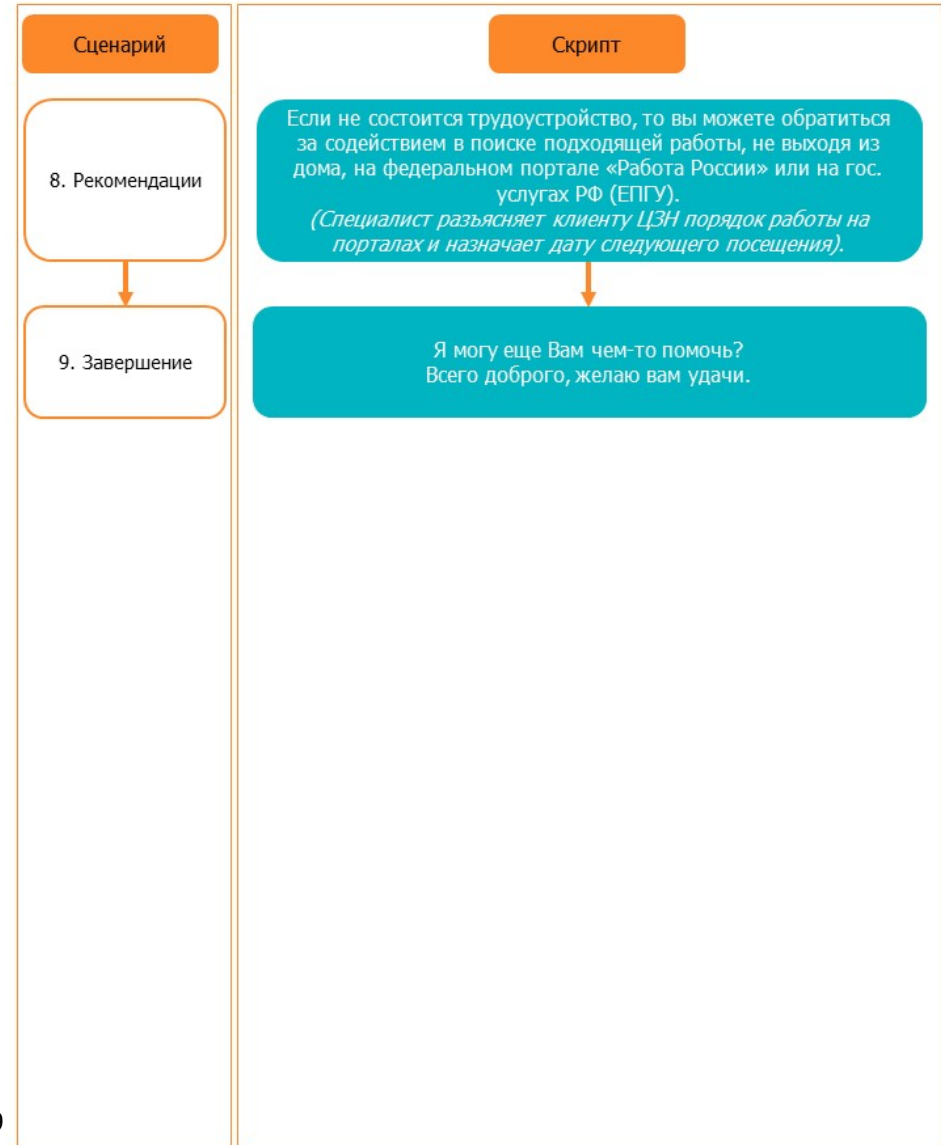 Сценарий
Скрипт
8. Рекомендации
Если не состоится трудоустройство, то вы можете обратиться
за содействием в поиске подходящей работы, не выходя из
дома, на федеральном портале «Работа России» или на гос.
услугах РФ (ЕПГУ).
(Специалист разъясняет клиенту ЦЗН порядок работы на
порталах и назначает дату следующего посещения).
9. Завершение
Я могу еще Вам чем-то помочь?
Всего доброго, желаю вам удачи.